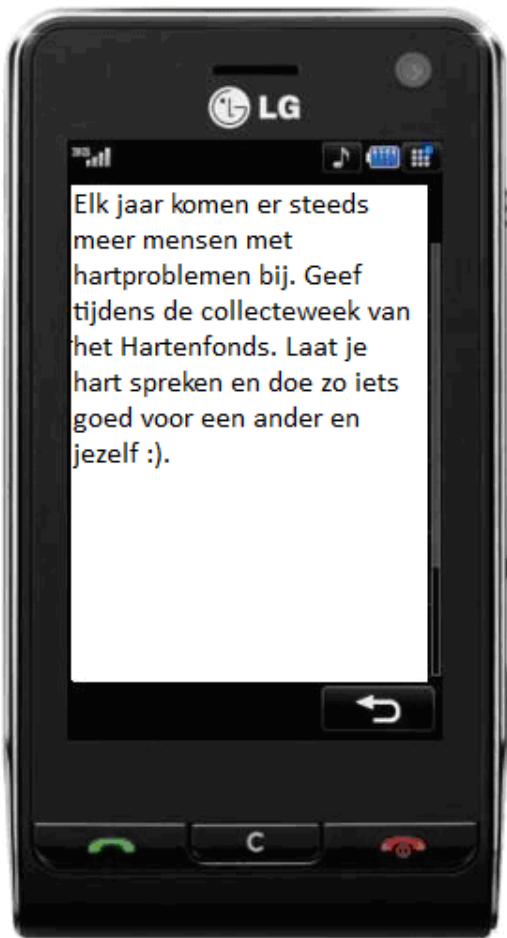 LG
3G
Elk jaar komen er steeds
meer mensen met
hartproblemen bij. Geef
tijdens de collecteweek van
het Hartenfonds. Laat je
hart spreken en doe zo iets
goed voor een ander en
jezelf :).
C